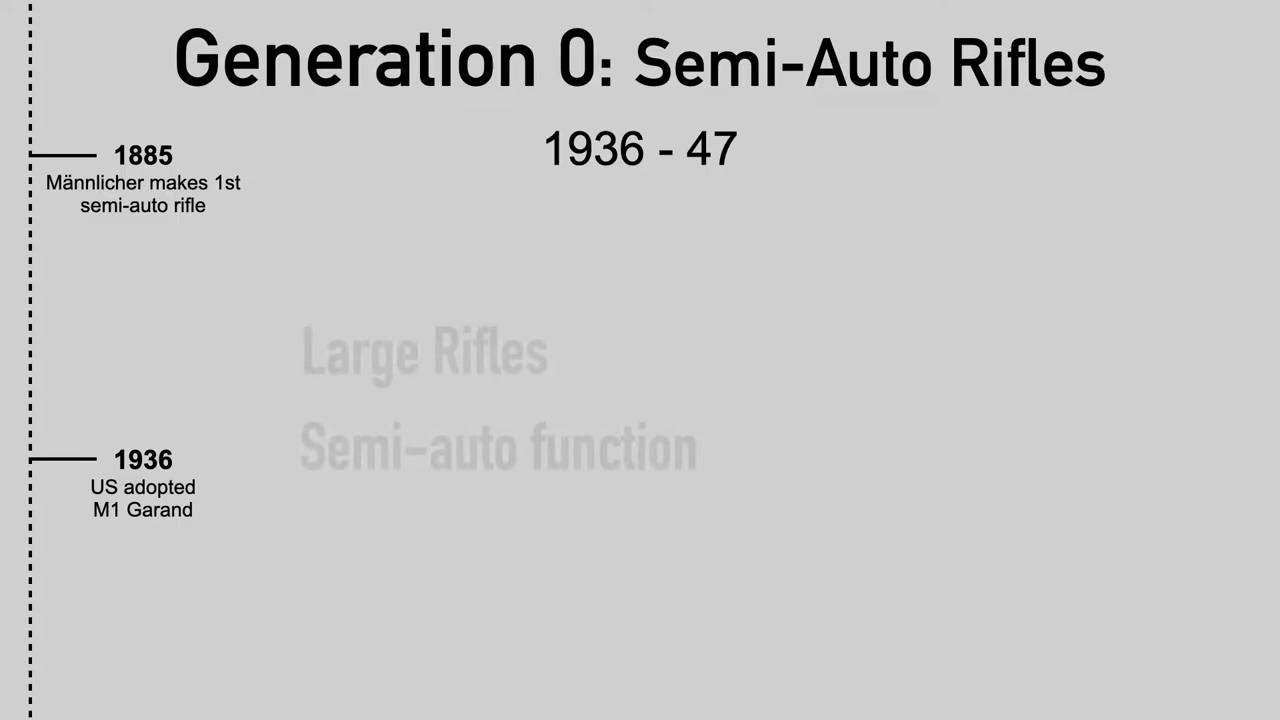 Generation 0: Semi-Auto Rifles
1936 - 47
1885
Männlicher makes 1st
semi-auto rifle
Large Rifles
Semi-auto function
1936
US adopted
M1 Garand